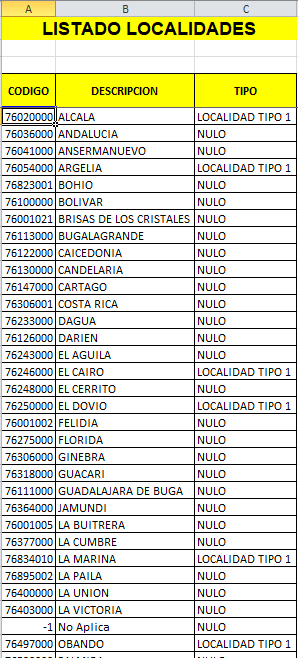 A B C
LISTADO LOCALIDADES
CODIGO DESCRIPCION TIPO
76020000 ALCALA LOCALIDAD TIPO 1
76036000 ANDALUCIA NULO
76041000 ANSERMANUEVO NULO
76054000 ARGELIA LOCALIDAD TIPO 1
76823001 BOHIO NULO
76100000 BOLIVAR NULO
76001021 BRISAS DE LOS CRISTALES NULO
76113000 BUGALAGRANDE NULO
76122000 CAICEDONIA NULO
76130000 CANDELARIA NULO
76147000 CARTAGO NULO
76306001 COSTA RICA NULO
76233000 DAGUA NULO
76126000 DARIEN NULO
76243000 EL AGUILA NULO
76246000 EL CAIRO LOCALIDAD TIPO 1
76248000 EL CERRITO NULO
76250000 EL DOVIO LOCALIDAD TIPO 1
76001002 FELIDIA NULO
76275000 FLORIDA NULO
76306000 GINEBRA NULO
76318000 GUACARI NULO
76111000 GUADALAJARA DE BUGA NULO
76364000 JAMUNDI NULO
76001005 LA BUITRERA NULO
76377000 LA CUMBRE NULO
76834010 LA MARINA LOCALIDAD TIPO 1
76895002 LA PAILA NULO
76400000 LA UNION NULO
76403000 LA VICTORIA NULO
-1 No Aplica NULO
76497000 OBANDO LOCALIDAD TIPO 1